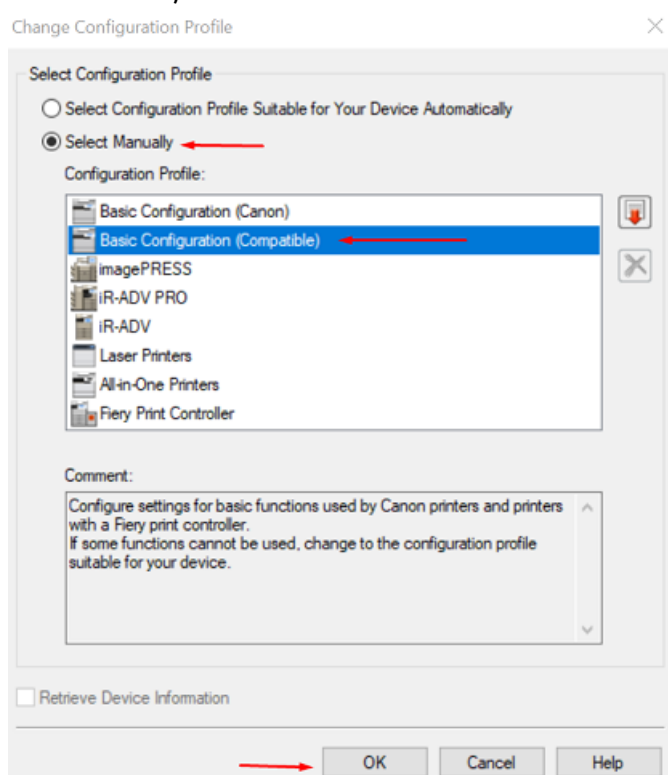 Change Configuration Profile
Select Configuration Profile
Select Configuration Profile Suitable for Your Device Automatically
Select Manually
Configuration Profile:
Basic Configuration (Canon)
Basic Configuration (Compatible)
imagePRESS
iR-ADV PRO
iR-ADV
Laser Printers
All-in-One Printers
Fiery Print Controller
Comment:
Configure settings for basic functions used by Canon printers and printers
with a Fiery print controller.
If some functions cannot be used, change to the configuration profile
suitable for your device.
Retrieve Device Information
OK Cancel Help